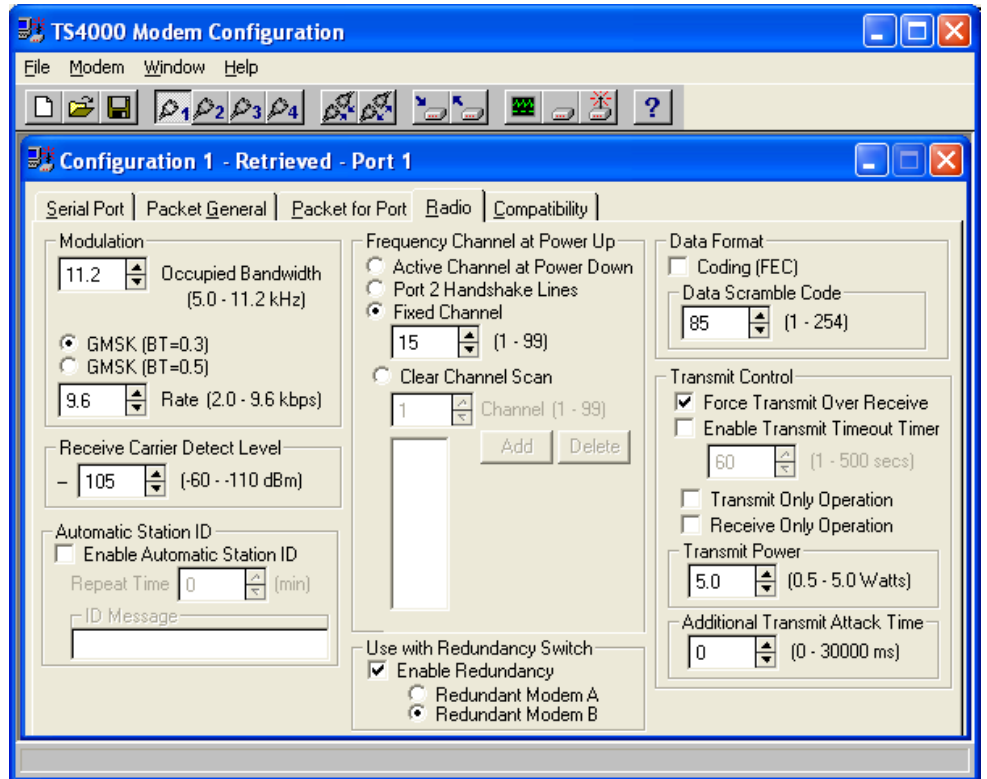 TS4000 Modem Configuration
File Modem Window Help
1 2 3 4 ?
Configuration 1 - Retrieved - Port 1
Serial Port Packet General Packet for Port Radio Compatibility
Modulation
11.2 Occupied Bandwidth
(5.0 - 11.2 kHz)
GMSK (BT=0.3)
GMSK (BT=0.5)
9.6 Rate (2.0 - 9.6 kbps)
Receive Carrier Detect Level
- 105 (-60 - -110 dBm)
Automatic Station ID
Enable Automatic Station ID
Repeat Time 0 (min)
ID Message
Frequency Channel at Power Up
Active Channel at Power Down
Port 2 Handshake Lines
Fixed Channel
15 (1 - 99)
Clear Channel Scan
1 Channel (1 - 99)
Add Delete
Use with Redundancy Switch
Enable Redundancy
Redundant Modem A
Redundant Modem B
Data Format
Coding (FEC)
Data Scramble Code
85 (1 - 254)
Transmit Control
Force Transmit Over Receive
Enable Transmit Timeout Timer
60 (1 - 500 secs)
Transmit Only Operation
Receive Only Operation
Transmit Power
5.0 (0.5 - 5.0 Watts)
Additional Transmit Attack Time
0 (0 - 30000 ms)